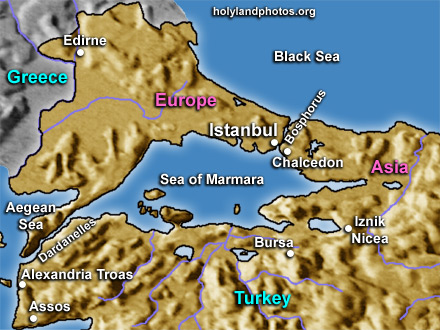 holylandphotos.org
Edirne
Black Sea
Greece
Europe
Bosphorus
Istanbul
Chalcedon
Asia
Sea of Marmara
Aegean
Sea
Dardanelles
Iznik
Nicea
Bursa
Alexandria Troas
Turkey
Assos